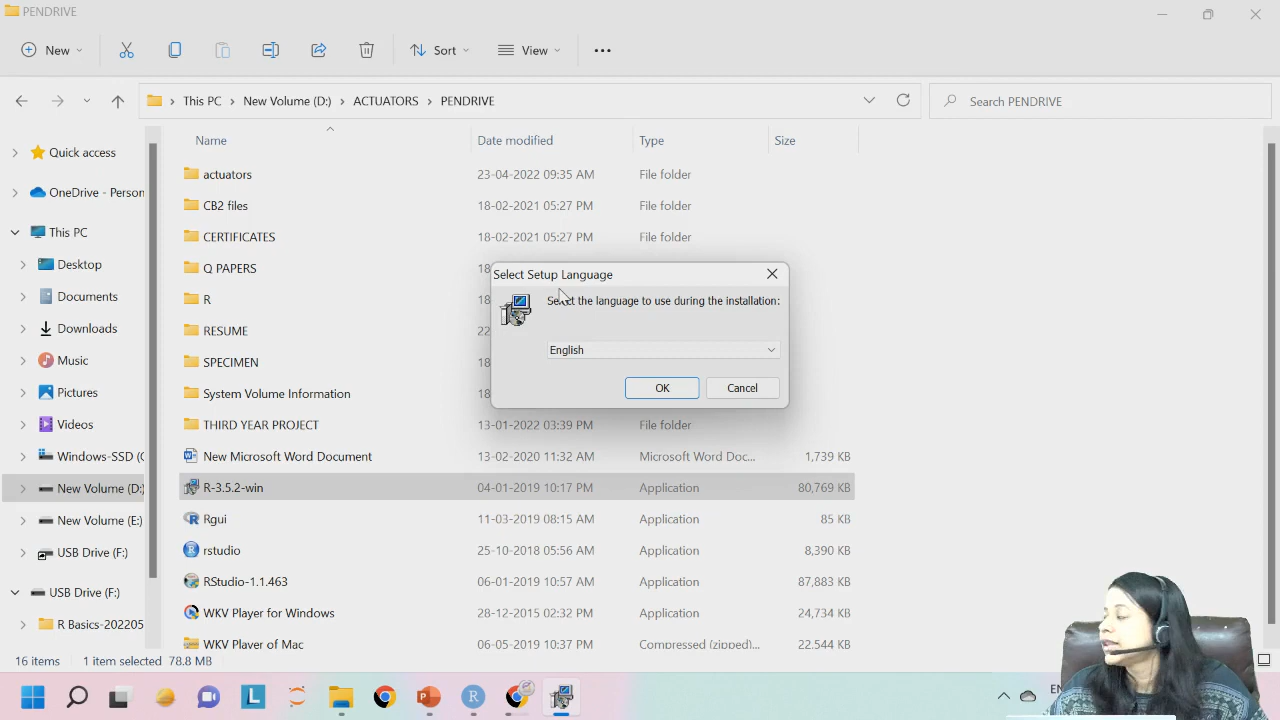 PENDRIVE
New
Sort
View
This PC
New Volume (D:)
ACTUATORS
PENDRIVE
Search PENDRIVE
Name
Date modified
Type
Size
Quick access
OneDrive - Person
This PC
Desktop
Documents
Downloads
Music
Pictures
Videos
Windows-SSD (C
New Volume (D:)
New Volume (E:)
USB Drive (F:)
USB Drive (F:)
R Basics-202205
actuators 23-04-2022 09:35 AM File folder
CB2 files 18-02-2021 05:27 PM File folder
CERTIFICATES 18-02-2021 05:27 PM File folder
Q PAPERS 18
R 18
RESUME 22
SPECIMEN 18
System Volume Information 18
THIRD YEAR PROJECT 13-01-2022 03:39 PM File folder
New Microsoft Word Document 13-02-2020 11:32 AM Microsoft Word Doc... 1,739 KB
R-3.5.2-win 04-01-2019 10:17 PM Application 80,769 KB
Rgui 11-03-2019 08:15 AM Application 85 KB
rstudio 25-10-2018 05:56 AM Application 8,390 KB
RStudio-1.1.463 06-01-2019 10:57 AM Application 87,883 KB
WKV Player for Windows 28-12-2015 02:32 PM Application 24,734 KB
WKV Player of Mac 06-05-2019 10:37 PM Compressed (zipped)... 22,544 KB
Select Setup Language
Select the language to use during the installation:
English
OK
Cancel
16 items 1 item selected 78.8 MB